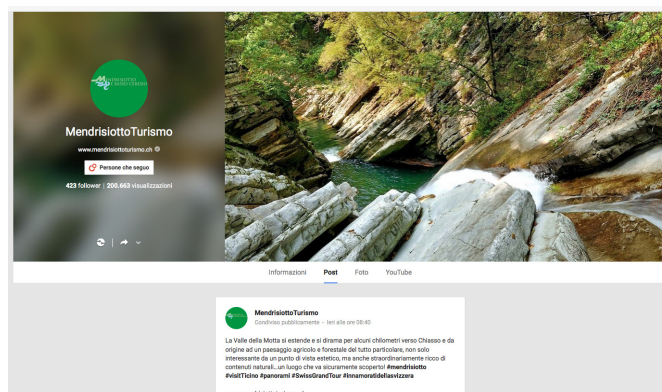 MENDRISIOTTO
MendrisiottoTurismo
www.mendrisiottoturismo.ch
Persone che seguo
423 follower | 200.663 visualizzazioni
Informazioni Post Foto YouTube
MendrisiottoTurismo
Condiviso pubblicamente - Ieri alle ore 08:40
La Valle della Motta si estende e si dirama per alcuni chilometri verso Chiasso e da
origine ad un paesaggio agricolo e forestale del tutto particolare, non solo
interessante da un punto di vista estetico, ma anche straordinariamente ricco di
contenuti naturali...un luogo che va sicuramente scoperto! #mendrisiotto
#visitTicino #panorami #SwissGrandTour #innamoratidellasvizzera